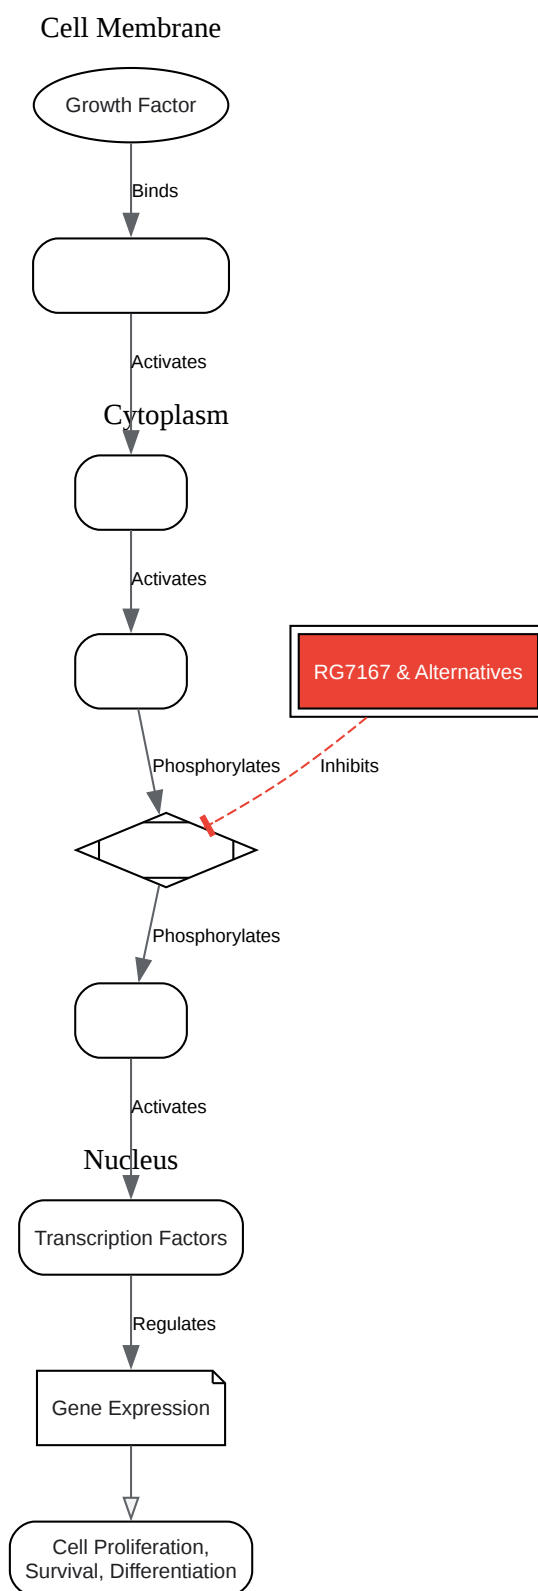 Cell Membrane
Growth Factor
Binds
Activates
Cytoplasm
Activates
RG7167 & Alternatives
Phosphorylates
Inhibits
Phosphorylates
Activates
Nucleus
Transcription Factors
Regulates
Gene Expression
Cell Proliferation,
Survival, Differentiation